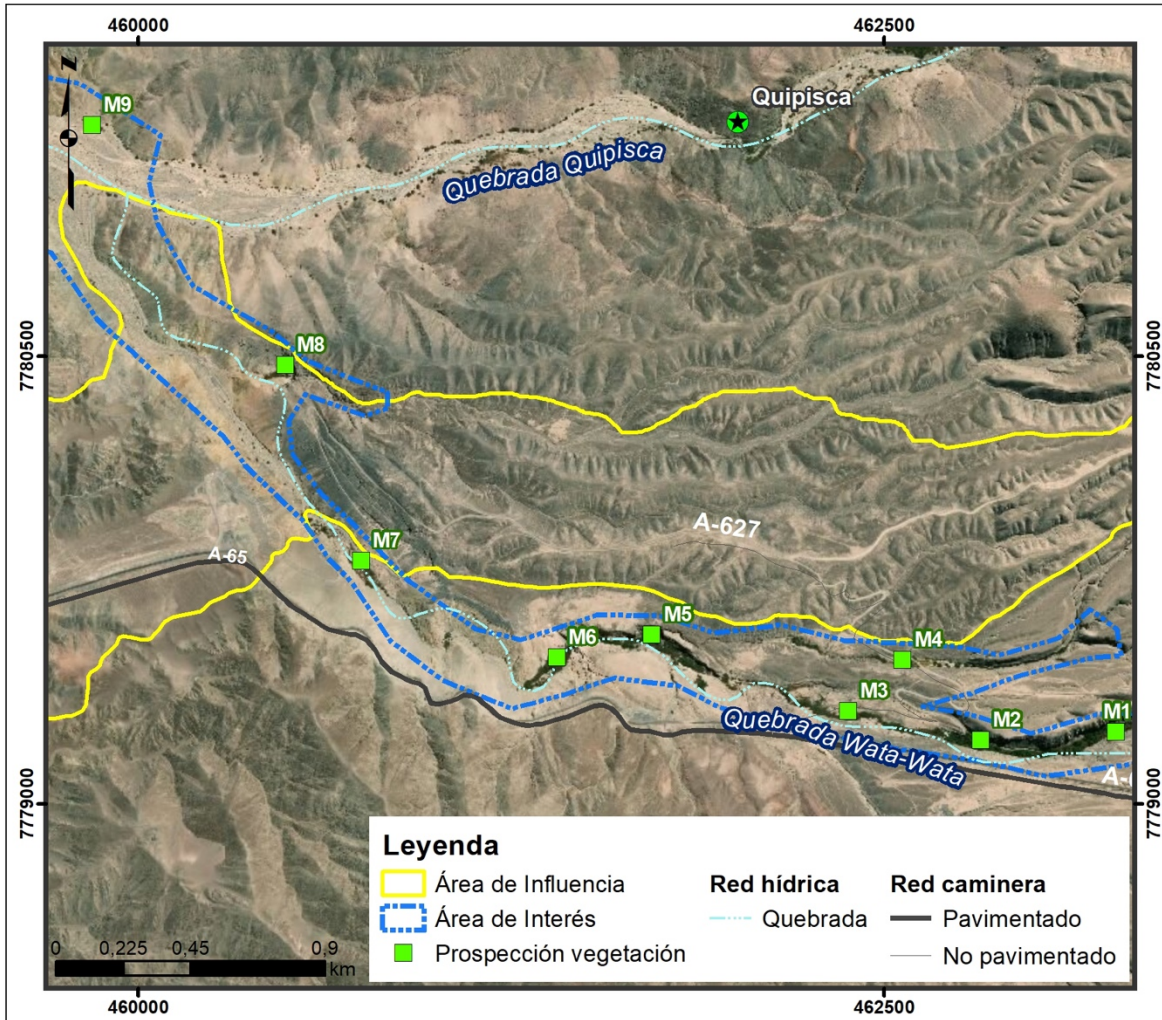 460000
462500
N
M9
Quipisca
Quebrada Quipisca
7780500
7780500
M8
A-627
A-65
M7
M5
M6
M4
M3
M2
M1
Quebrada Wata-Wata
7779000
7779000
Leyenda
Área de Influencia
Área de Interés
Prospección vegetación
Red hídrica
Quebrada
Red caminera
Pavimentado
No pavimentado
0 0,225 0,45 0,9
km
460000
462500